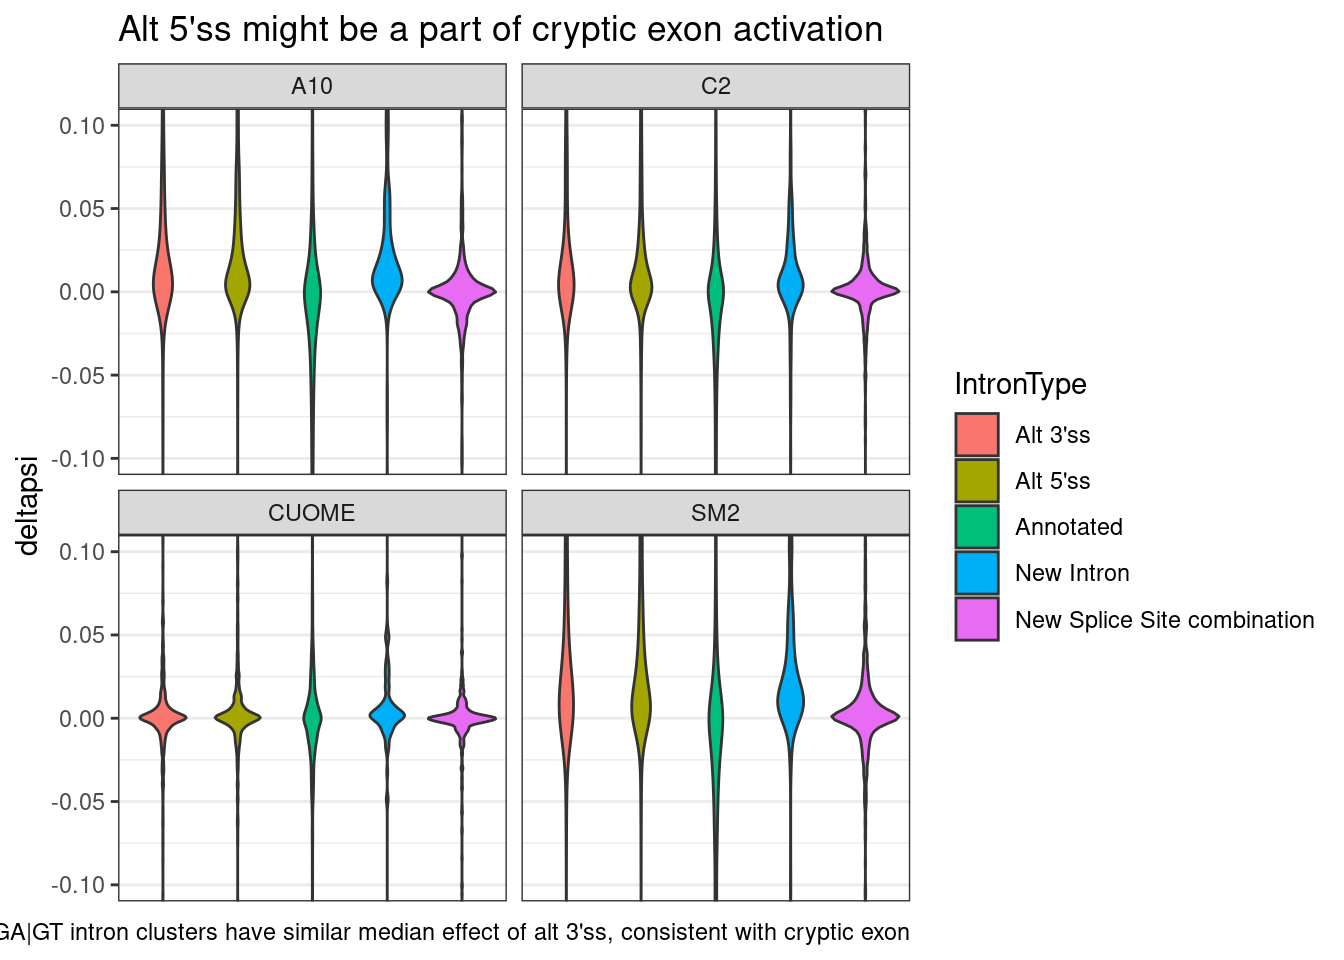 Alt 5'ss might be a part of cryptic exon activation
A10
C2
0.10
0.05
0.00
-0.05
-0.10
deltapsi
CUOME
SM2
0.10
0.05
0.00
-0.05
-0.10
IntronType
Alt 3'ss
Alt 5'ss
Annotated
New Intron
New Splice Site combination
GA|GT intron clusters have similar median effect of alt 3'ss, consistent with cryptic exon